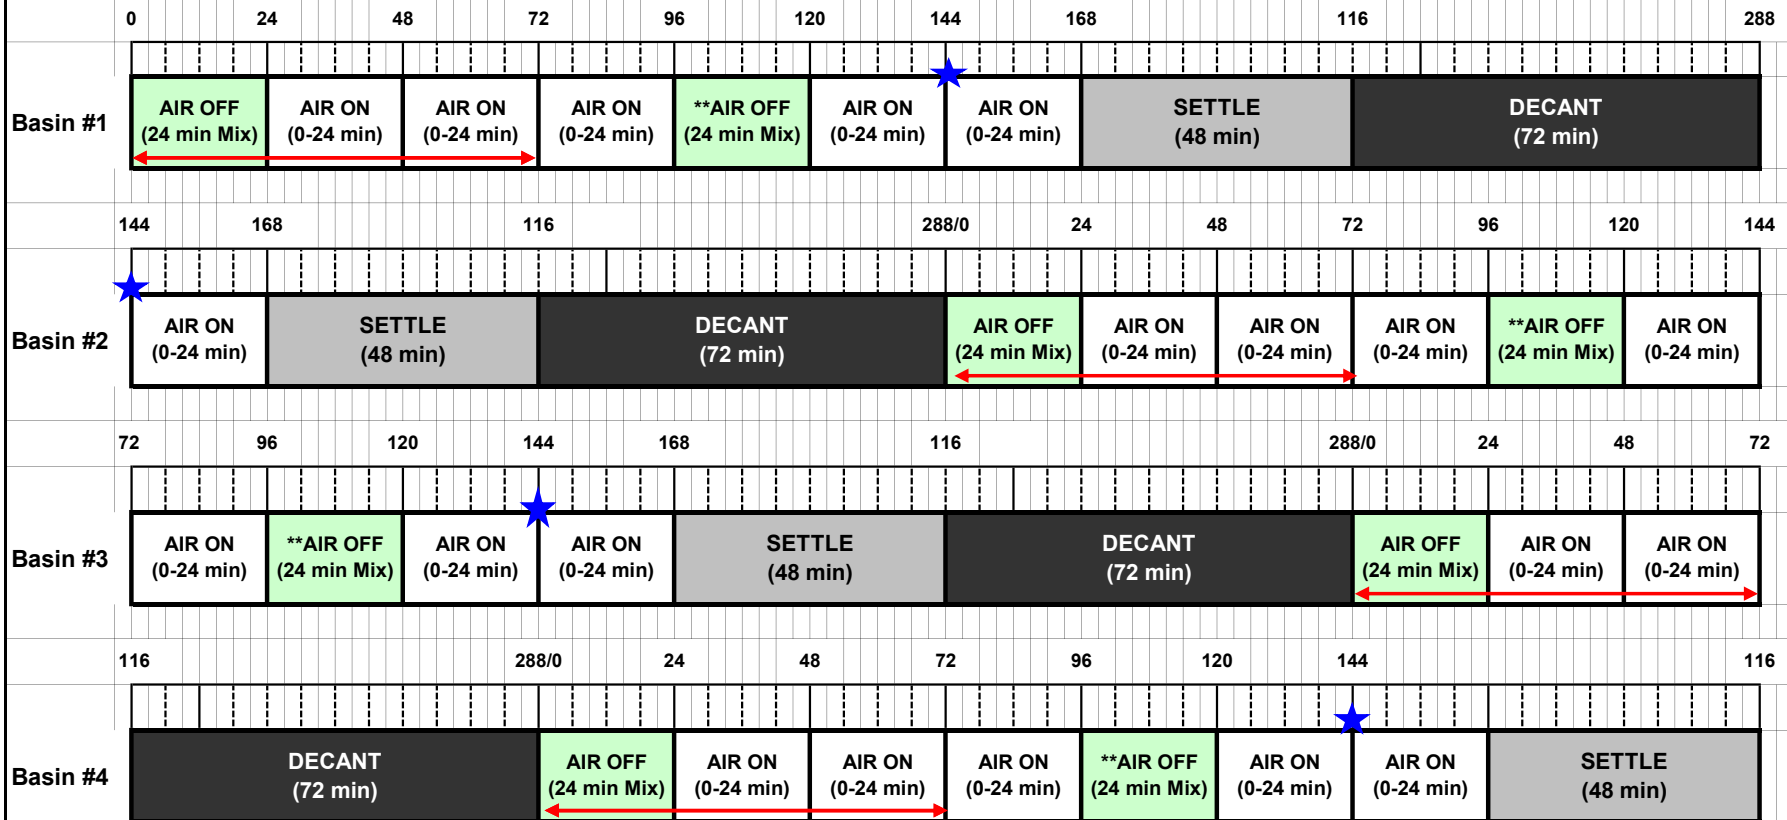 0 24 48 72 96 120 144 168 116 288
Basin #1
AIR OFF AIR ON AIR ON AIR ON **AIR OFF AIR ON AIR ON SETTLE DECANT
(24 min Mix) (0-24 min) (0-24 min) (0-24 min) (24 min Mix) (0-24 min) (0-24 min) (48 min) (72 min)
144 168 116 288/0 24 48 72 96 120 144
Basin #2
AIR ON SETTLE DECANT AIR OFF AIR ON AIR ON AIR ON **AIR OFF AIR ON
(0-24 min) (48 min) (72 min) (24 min Mix) (0-24 min) (0-24 min) (0-24 min) (24 min Mix) (0-24 min)
72 96 120 144 168 116 288/0 24 48 72
Basin #3
AIR ON **AIR OFF AIR ON AIR ON SETTLE DECANT AIR OFF AIR ON AIR ON
(0-24 min) (24 min Mix) (0-24 min) (0-24 min) (48 min) (72 min) (24 min Mix) (0-24 min) (0-24 min)
116 288/0 24 48 72 96 120 144 116
Basin #4
DECANT AIR OFF AIR ON AIR ON AIR ON **AIR OFF AIR ON AIR ON SETTLE
(72 min) (24 min Mix) (0-24 min) (0-24 min) (0-24 min) (24 min Mix) (0-24 min) (0-24 min) (48 min)